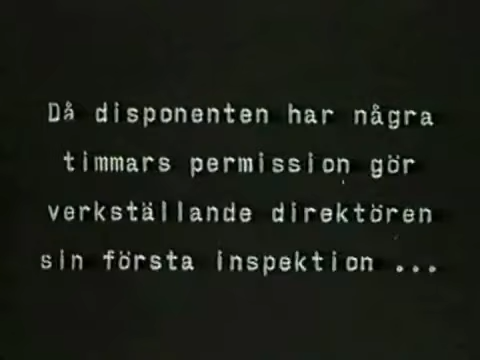 Då disponenten har några
timmars permission gör
verkställande direktören
sin första inspektion ...